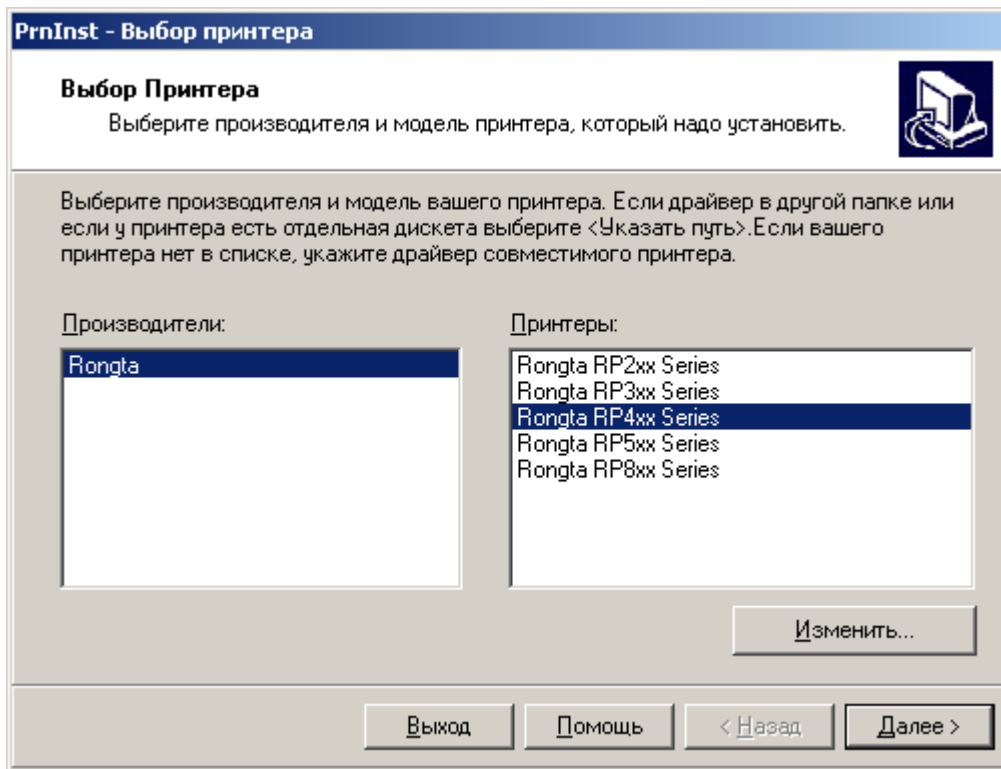 PrnInst - Выбор принтера
Выбор Принтера
Выберите производителя и модель принтера, который надо установить.
Выберите производителя и модель вашего принтера. Если драйвер в другой папке или
если у принтера есть отдельная дискета выберите <Указать путь>.Если вашего
принтера нет в списке, укажите драйвер совместимого принтера.
Производители:
Rongta
Принтеры:
Rongta RP2xx Series
Rongta RP3xx Series
Rongta RP4xx Series
Rongta RP5xx Series
Rongta RP8xx Series
Изменить...
Выход
Помощь
< Назад
Далее >